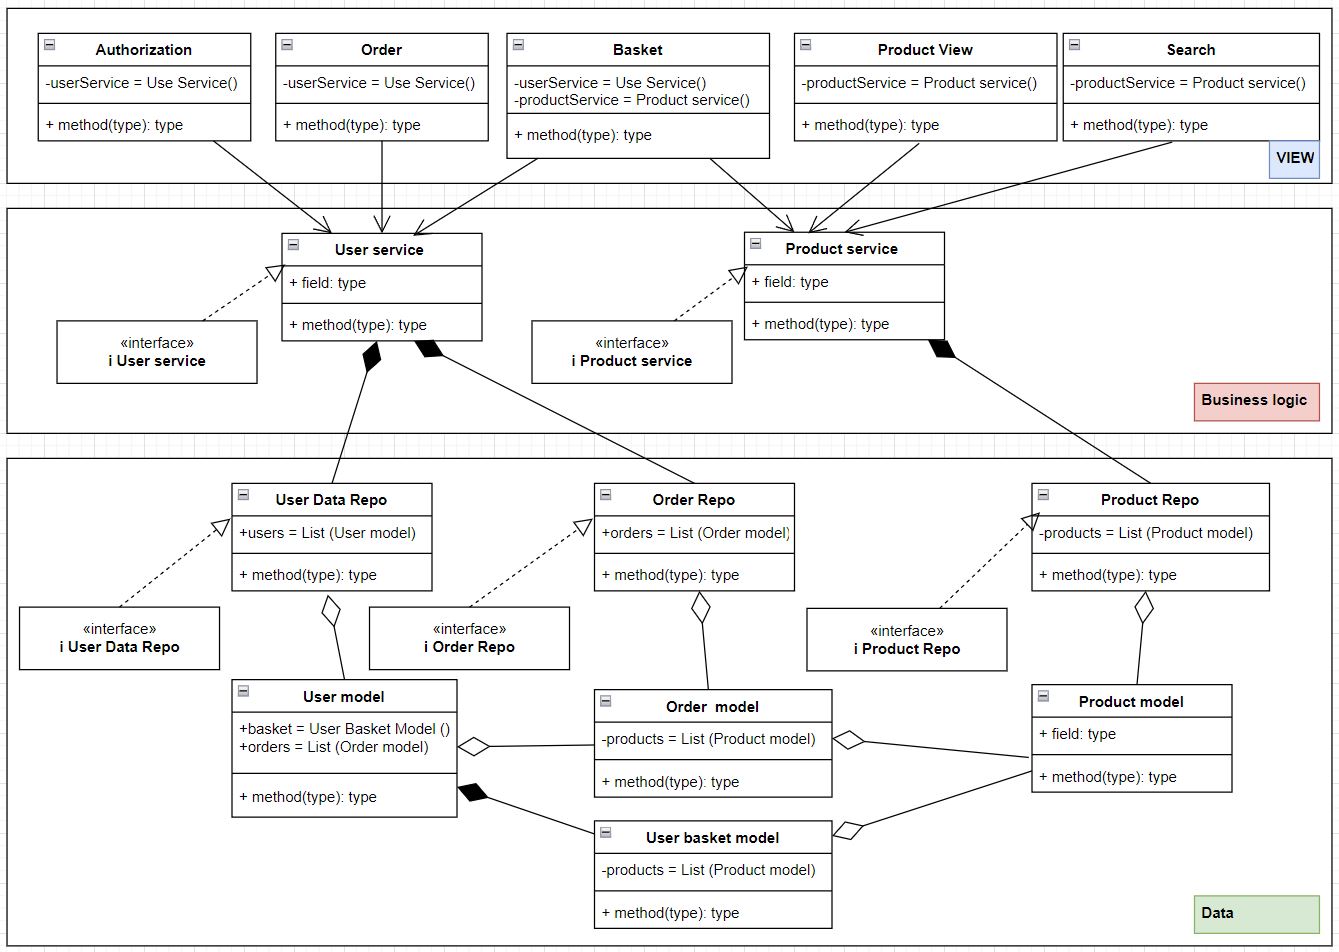 Authorization
-userService = Use Service()
+ method(type): type
Order
-userService = Use Service()
+ method(type): type
Basket
-userService = Use Service()
-productService = Product service()
+ method(type): type
Product View
-productService = Product service()
+ method(type): type
Search
-productService = Product service()
+ method(type): type
VIEW
User service
+ field: type
+ method(type): type
«interface»
i User service
Product service
+ field: type
+ method(type): type
«interface»
i Product service
Business logic
User Data Repo
+users = List (User model)
+ method(type): type
«interface»
i User Data Repo
Order Repo
+orders = List (Order model)
+ method(type): type
«interface»
i Order Repo
Product Repo
-products = List (Product model)
+ method(type): type
«interface»
i Product Repo
User model
+basket = User Basket Model ()
+orders = List (Order model)
+ method(type): type
Order  model
-products = List (Product model)
+ method(type): type
Product model
+ field: type
+ method(type): type
User basket model
-products = List (Product model)
+ method(type): type
Data